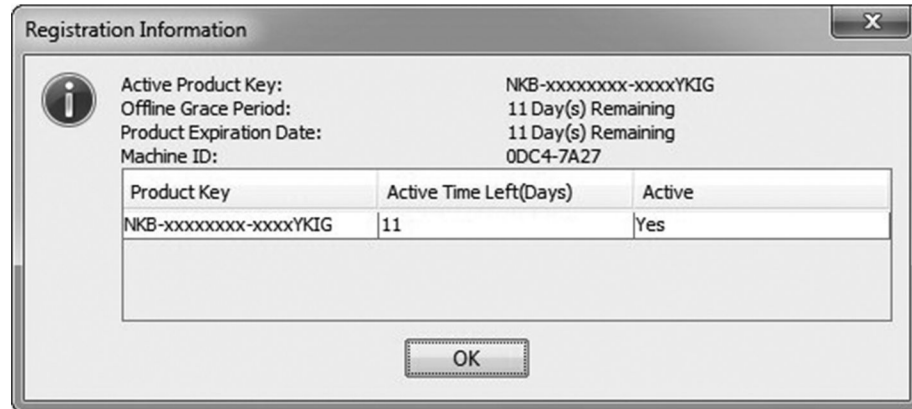 Registration Information
Active Product Key: NKB-xxxxxxxx-xxxxYKIG
Offline Grace Period: 11 Day(s) Remaining
Product Expiration Date: 11 Day(s) Remaining
Machine ID: 0DC4-7A27
Product Key Active Time Left(Days) Active
NKB-xxxxxxxx-xxxxYKIG 11 Yes
OK